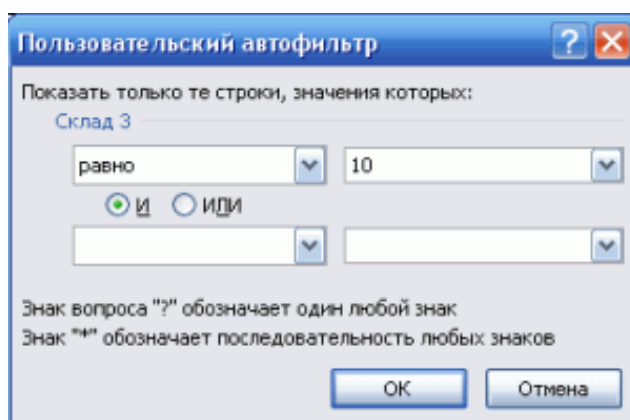 Пользовательский автофильтр
Показать только те строки, значения которых:
Склад 3
равно 10
И ИЛИ
Знак вопроса "?" обозначает один любой знак
Знак "*" обозначает последовательность любых знаков
ОК Отмена